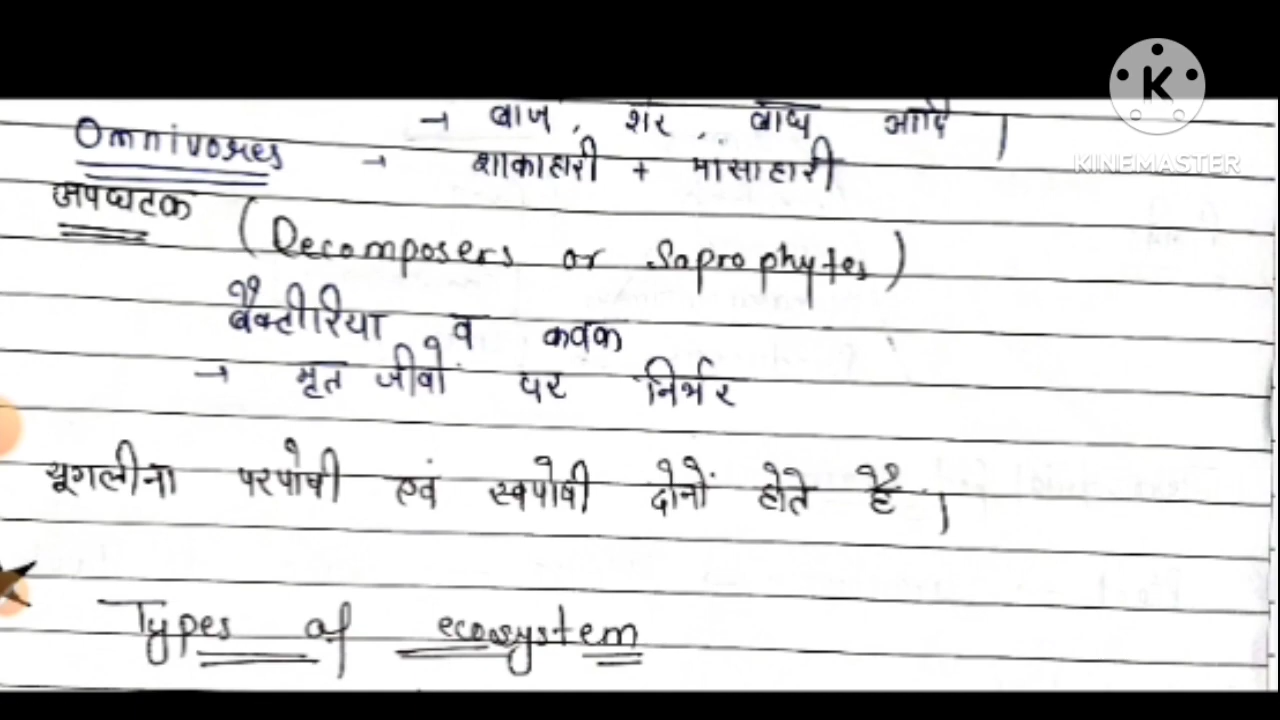 → बाज, शेर, बाघ आदि।
Omnivores → शाकाहारी + मांसाहारी
अपघटक (Decomposers or Saprophytes)
बैक्टीरिया व कवक
→ मृत जीवों पर निर्भर
यूगलीना परपोषी एवं स्वपोषी दोनों होते हैं।
Types of ecosystem
K
KINEMASTER